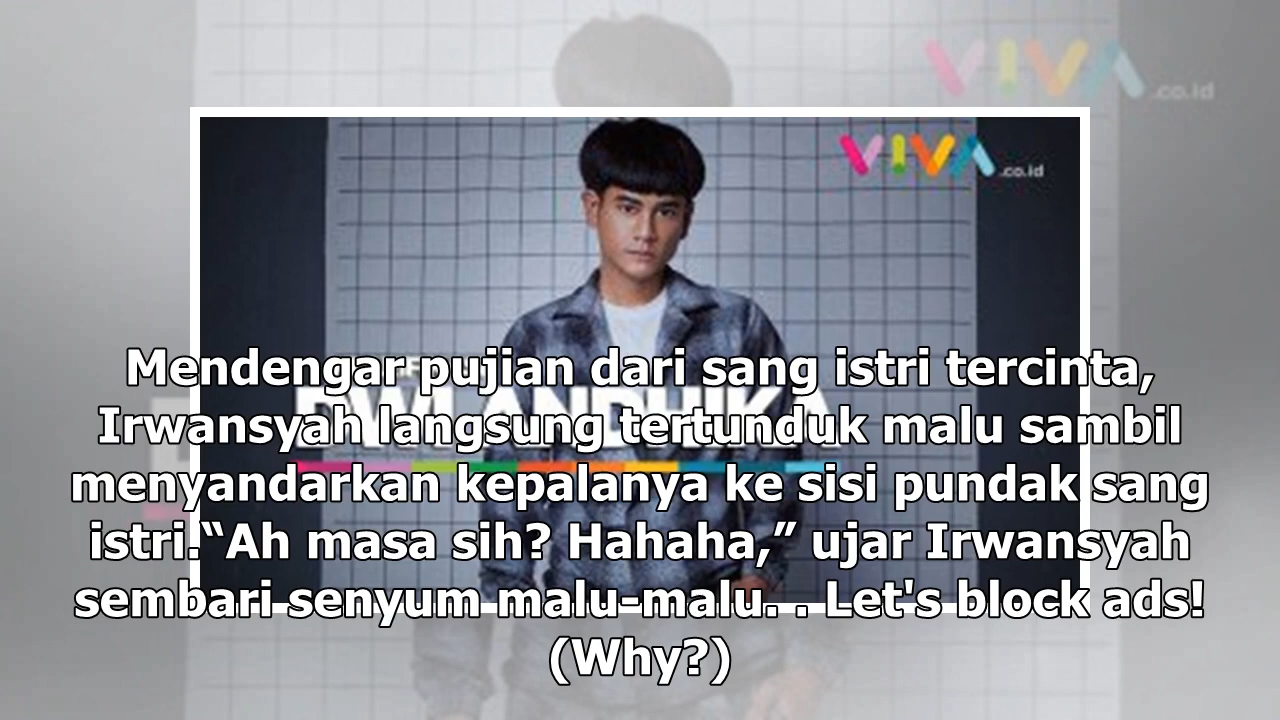 VIVA.co.id
VIVA.co.id
DWI ANDHIKA
Mendengar pujian dari sang istri tercinta,
Irwansyah langsung tertunduk malu sambil
menyandarkan kepalanya ke sisi pundak sang
istri.“Ah masa sih? Hahaha,” ujar Irwansyah
sembari senyum malu-malu. . Let's block ads!
(Why?)